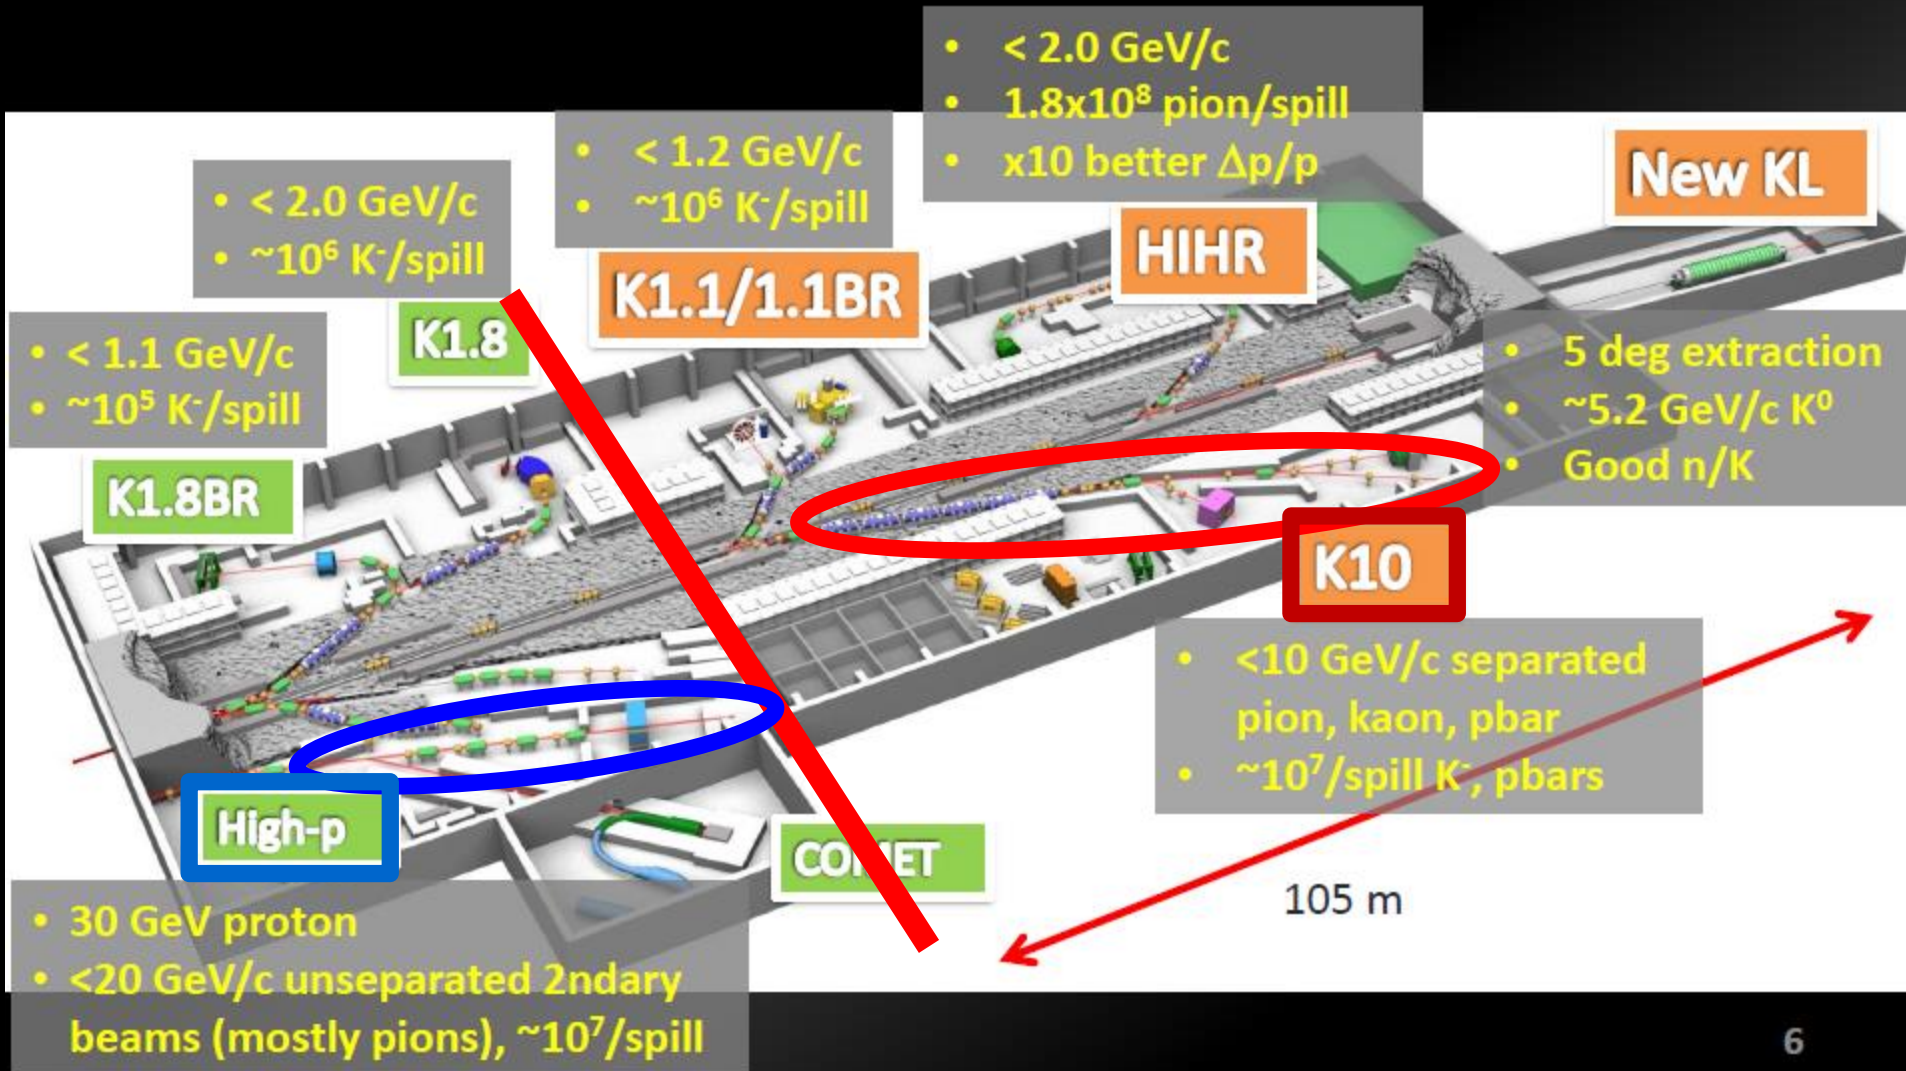 • < 2.0 GeV/c
• 1.8x10⁸ pion/spill
• x10 better Δp/p
HIHR
New KL
• 5 deg extraction
• ~5.2 GeV/c K⁰
• Good n/K
• < 1.2 GeV/c
• ~10⁶ K⁻/spill
K1.1/1.1BR
• < 2.0 GeV/c
• ~10⁶ K⁻/spill
K1.8
• < 1.1 GeV/c
• ~10⁵ K⁻/spill
K1.8BR
K10
• <10 GeV/c separated
pion, kaon, pbar
• ~10⁷/spill K⁻, pbars
High-p
COMET
105 m
• 30 GeV proton
• <20 GeV/c unseparated 2ndary
beams (mostly pions), ~10⁷/spill
6